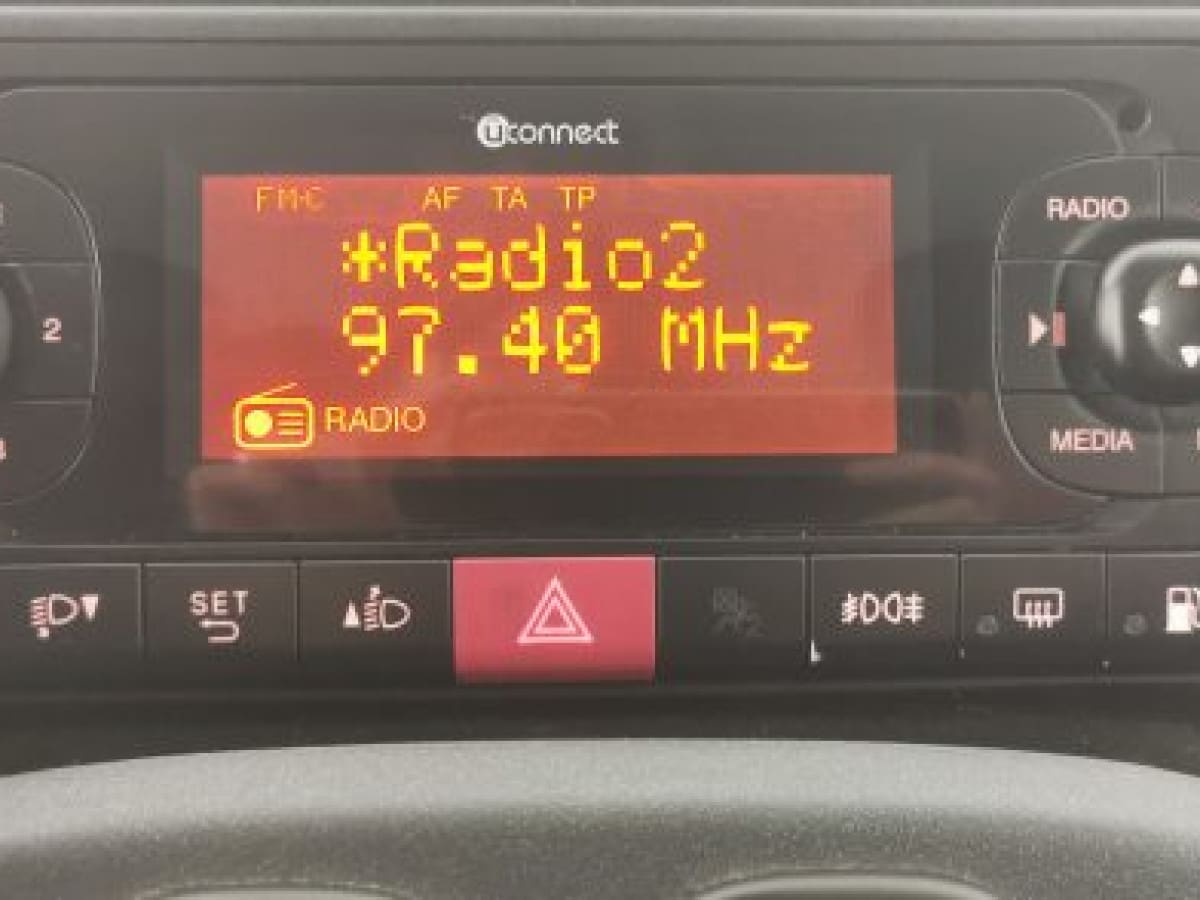 uconnect
FM-C AF TA TP
*Radio2
97.40 MHz
RADIO
RADIO
2
MEDIA
SET